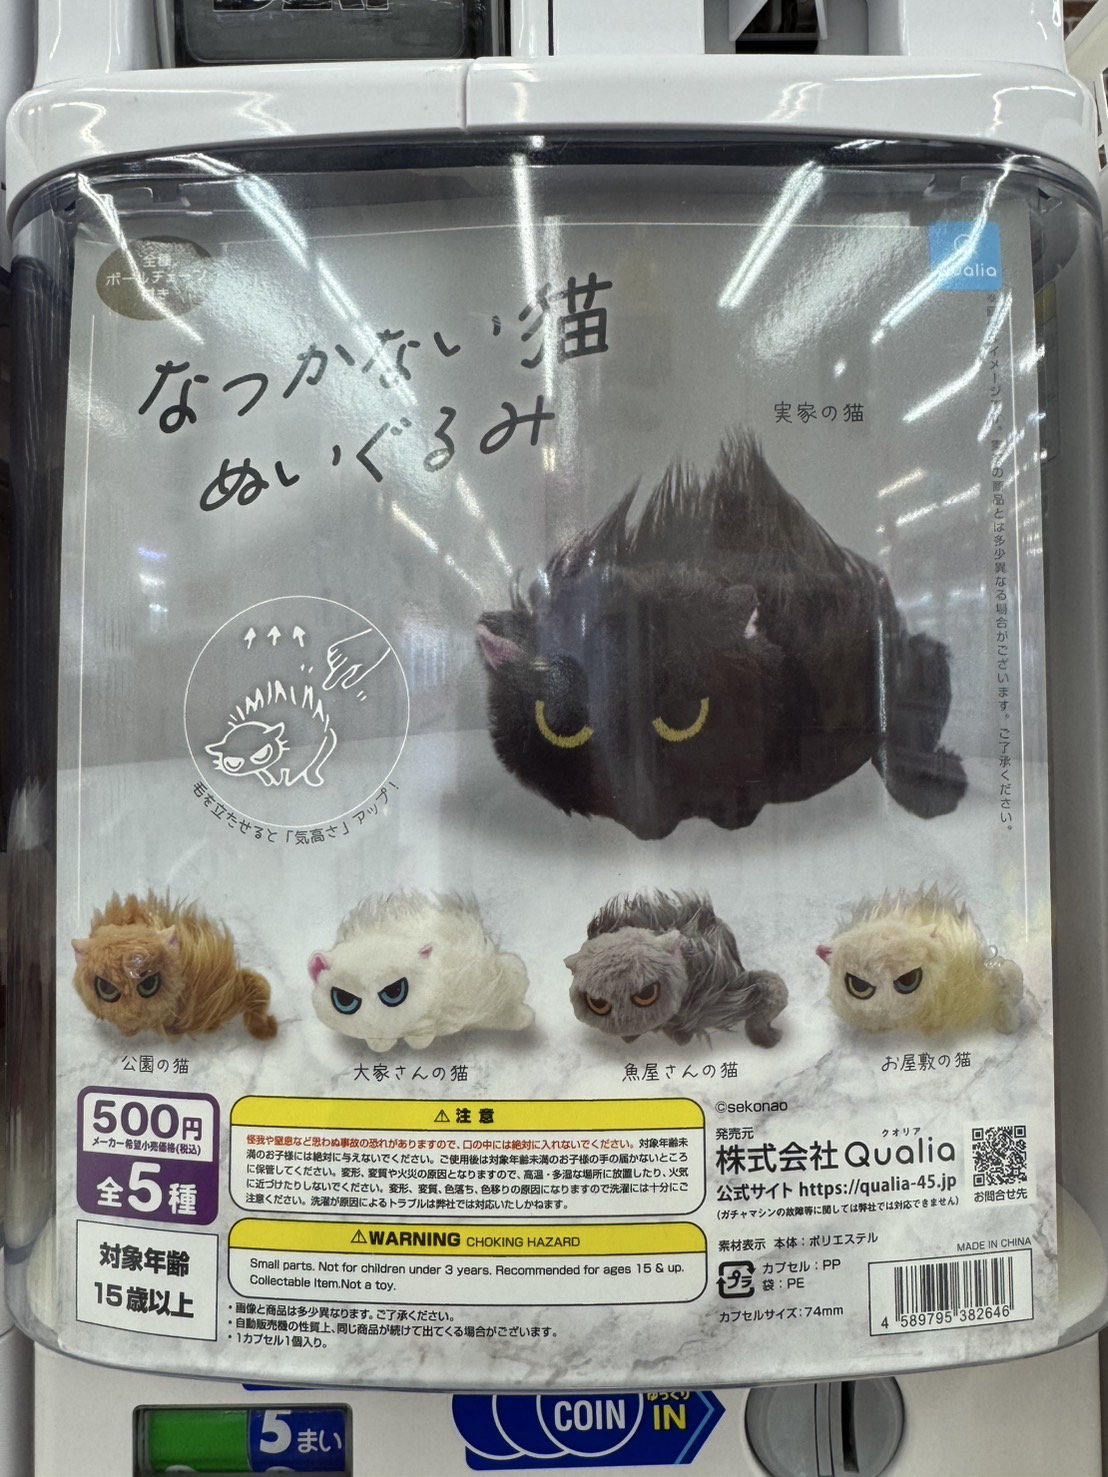 全種
ボールチェーン
付き
Qualia
なつかない猫
ぬいぐるみ
実家の猫
毛を立たせると「気高さ」アップ!
公園の猫
大家さんの猫
魚屋さんの猫
お屋敷の猫
500円
メーカー希望小売価格(税込)
全5種
対象年齢
15歳以上
⚠注意
怪我や窒息など思わぬ事故の恐れがありますので、口の中には絶対に入れないでください。対象年齢未
満のお子様には絶対に与えないでください。ご使用後は対象年齢未満のお子様の手の届かないところ
に保管してください。変形、変質や火災の原因となりますので、高温・多湿な場所に放置したり、火気
に近づけたりしないでください。変形、変質、色落ち、色移りの原因になりますので洗濯には十分にご
注意ください。洗濯が原因によるトラブルは弊社では対応いたしかねます。
⚠WARNING CHOKING HAZARD
Small parts. Not for children under 3 years. Recommended for ages 15 & up.
Collectable Item.Not a toy.
・画像と商品は多少異なります。ご了承ください。
・自動販売機の性質上、同じ商品が続けて出てくる場合がございます。
・1カプセル1個入り。
©sekonao
発売元
クオリア
株式会社Qualia
公式サイト https://qualia-45.jp
(ガチャマシンの故障等に関しては弊社では対応できません)
お問合せ先
素材表示 本体:ポリエステル
プラ
カプセル:PP
袋:PE
カプセルサイズ:74mm
MADE IN CHINA
4 589795 382646
イメージ
の商品とは多少異なる場合がございます。ご了承ください。
5まい
COIN
ゆっくり
IN